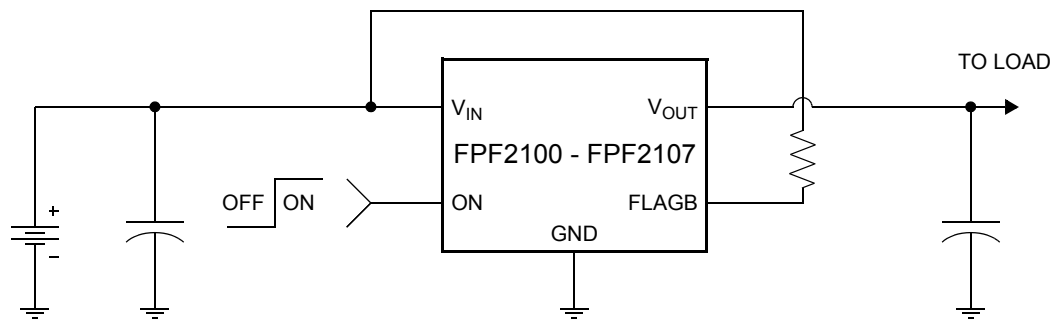 TO LOAD
VIN
VOUT
FPF2100 - FPF2107
OFF ON
ON
FLAGB
GND
+
−